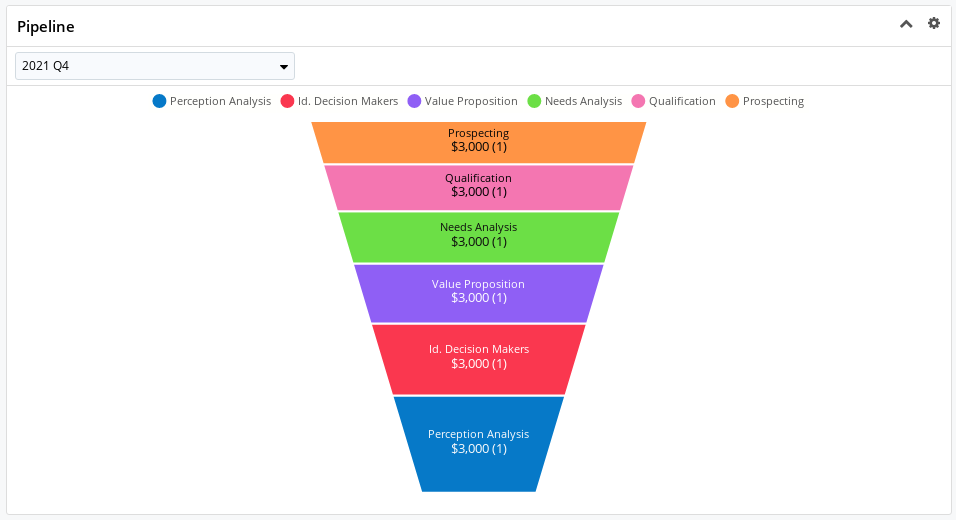 Pipeline
2021 Q4
Perception Analysis Id. Decision Makers Value Proposition Needs Analysis Qualification Prospecting
Prospecting
$3,000 (1)
Qualification
$3,000 (1)
Needs Analysis
$3,000 (1)
Value Proposition
$3,000 (1)
Id. Decision Makers
$3,000 (1)
Perception Analysis
$3,000 (1)